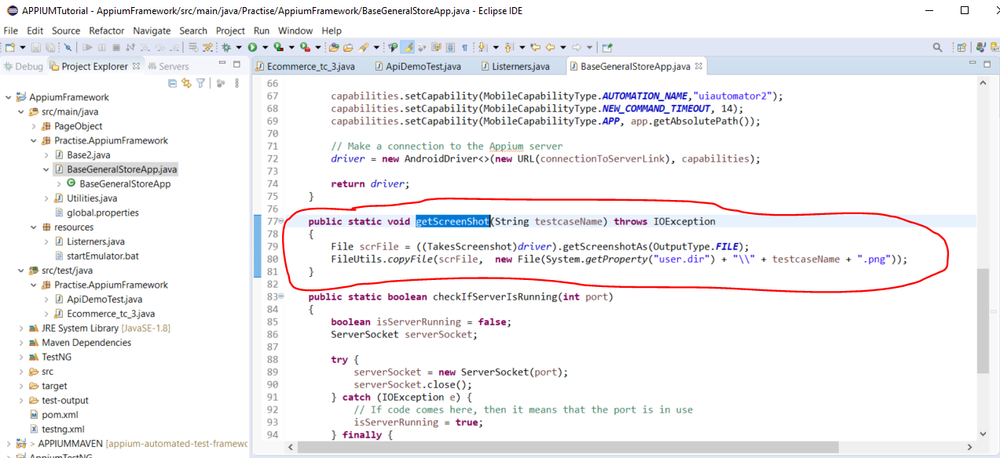 APPIUMTutorial - AppiumFramework/src/main/java/Practise/AppiumFramework/BaseGeneralStoreApp.java - Eclipse IDE
File Edit Source Refactor Navigate Search Project Run Window Help
Debug Project Explorer Servers
Ecommerce_tc_3.java ApiDemoTest.java Listerners.java BaseGeneralStoreApp.java
AppiumFramework
src/main/java
PageObject
Practise.AppiumFramework
Base2.java
BaseGeneralStoreApp.java
BaseGeneralStoreApp
Utilities.java
global.properties
resources
Listerners.java
startEmulator.bat
src/test/java
Practise.AppiumFramework
ApiDemoTest.java
Ecommerce_tc_3.java
JRE System Library [JavaSE-1.8]
Maven Dependencies
TestNG
src
target
test-output
pom.xml
testng.xml
> APPIUMMAVEN [appium-automated-test-framewo
AppiumTestNG
66
67 capabilities.setCapability(MobileCapabilityType.AUTOMATION_NAME,"uiautomator2");
68 capabilities.setCapability(MobileCapabilityType.NEW_COMMAND_TIMEOUT, 14);
69 capabilities.setCapability(MobileCapabilityType.APP, app.getAbsolutePath());
70
71 // Make a connection to the Appium server
72 driver = new AndroidDriver<>(new URL(connectionToServerLink), capabilities);
73
74 return driver;
75 }
76
77 public static void getScreenShot(String testcaseName) throws IOException
78 {
79 File scrFile = ((TakesScreenshot)driver).getScreenshotAs(OutputType.FILE);
80 FileUtils.copyFile(scrFile, new File(System.getProperty("user.dir") + "\\" + testcaseName + ".png"));
81 }
82
83 public static boolean checkIfServerIsRunning(int port)
84 {
85 boolean isServerRunning = false;
86 ServerSocket serverSocket;
87
88 try {
89 serverSocket = new ServerSocket(port);
90 serverSocket.close();
91 } catch (IOException e) {
92 // If code comes here, then it means that the port is in use
93 isServerRunning = true;
94 } finally {